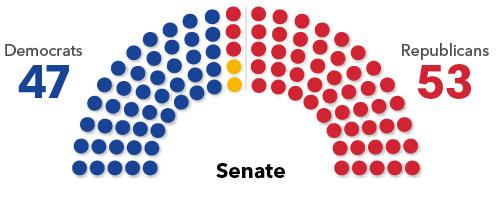 Democrats
47
Republicans
53
Senate